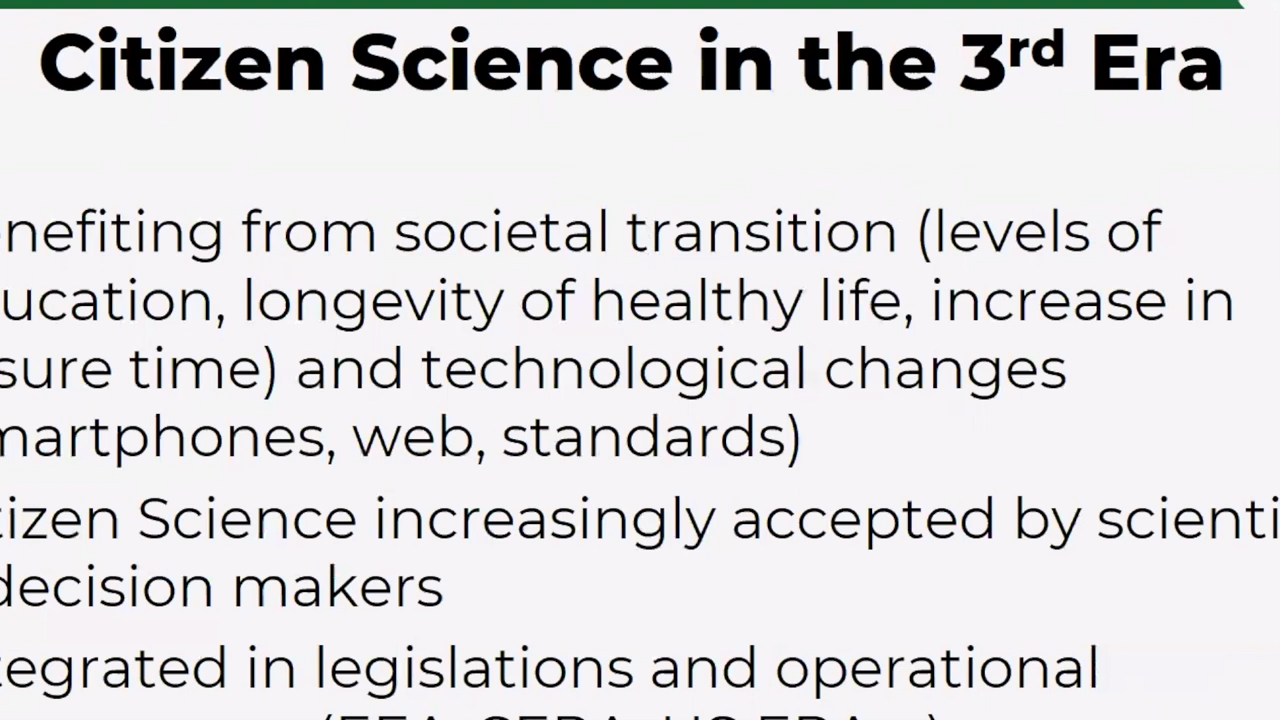 Citizen Science in the 3rd Era
nefiting from societal transition (levels of
ucation, longevity of healthy life, increase in
sure time) and technological changes
martphones, web, standards)
tizen Science increasingly accepted by scienti
decision makers
tegrated in legislations and operational